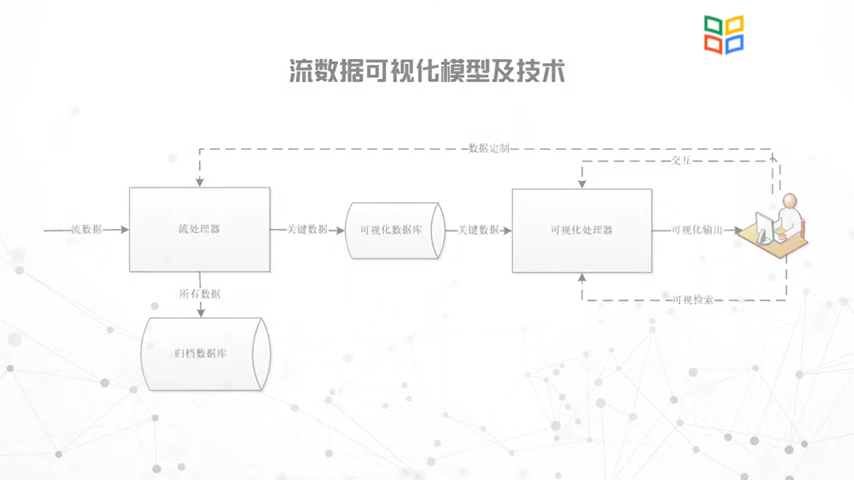 流数据可视化模型及技术
数据定制
交互
流数据
流处理器
关键数据
可视化数据库
关键数据
可视化处理器
可视化输出
所有数据
可视检索
归档数据库